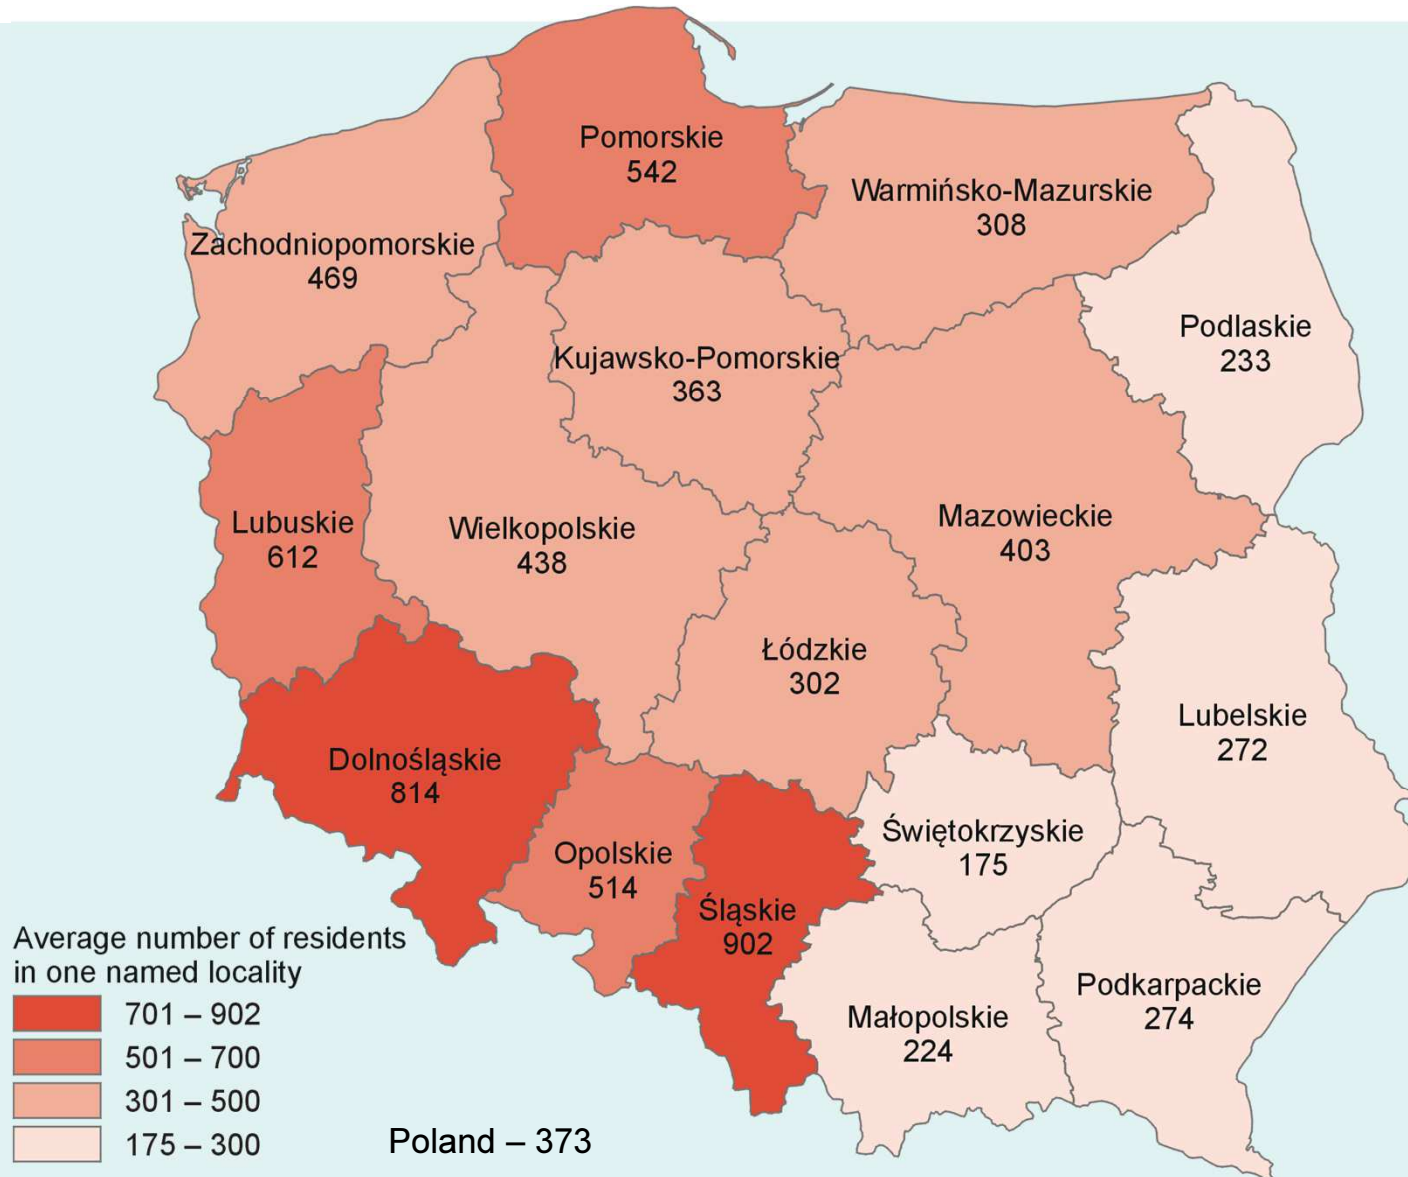 Pomorskie
542
Warmińsko-Mazurskie
308
Zachodniopomorskie
469
Podlaskie
233
Kujawsko-Pomorskie
363
Lubuskie
612
Wielkopolskie
438
Mazowieckie
403
Łódzkie
302
Lubelskie
272
Dolnośląskie
814
Opolskie
514
Świętokrzyskie
175
Śląskie
902
Podkarpackie
274
Małopolskie
224
Average number of residents
in one named locality
701 – 902
501 – 700
301 – 500
175 – 300
Poland – 373